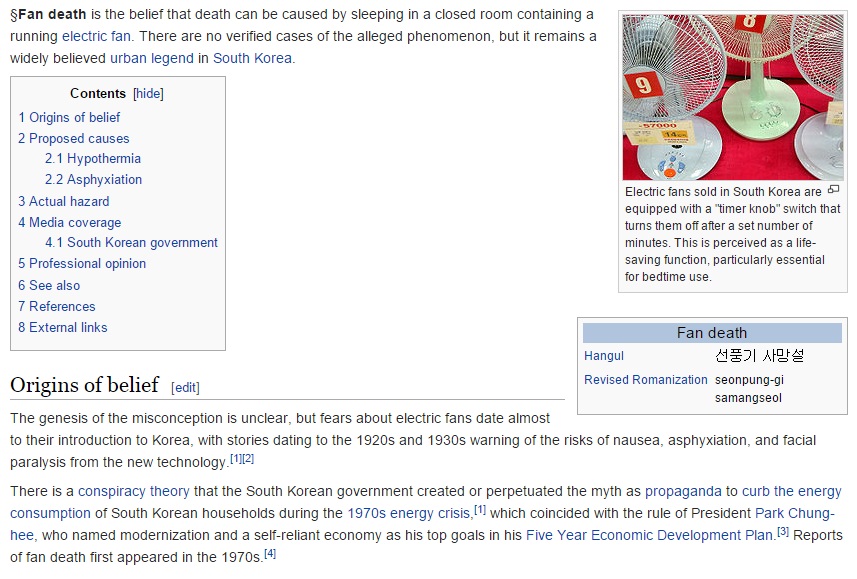 §Fan death is the belief that death can be caused by sleeping in a closed room containing a
running electric fan. There are no verified cases of the alleged phenomenon, but it remains a
widely believed urban legend in South Korea.
Contents [hide]
1 Origins of belief
2 Proposed causes
2.1 Hypothermia
2.2 Asphyxiation
3 Actual hazard
4 Media coverage
4.1 South Korean government
5 Professional opinion
6 See also
7 References
8 External links
8
9
57000
14
Electric fans sold in South Korea are
equipped with a "timer knob" switch that
turns them off after a set number of
minutes. This is perceived as a life-
saving function, particularly essential
for bedtime use.
Fan death
Hangul 선풍기 사망설
Revised Romanization seonpung-gi
samangseol
Origins of belief [edit]
The genesis of the misconception is unclear, but fears about electric fans date almost
to their introduction to Korea, with stories dating to the 1920s and 1930s warning of the risks of nausea, asphyxiation, and facial
paralysis from the new technology.[1][2]
There is a conspiracy theory that the South Korean government created or perpetuated the myth as propaganda to curb the energy
consumption of South Korean households during the 1970s energy crisis,[1] which coincided with the rule of President Park Chung-
hee, who named modernization and a self-reliant economy as his top goals in his Five Year Economic Development Plan.[3] Reports
of fan death first appeared in the 1970s.[4]